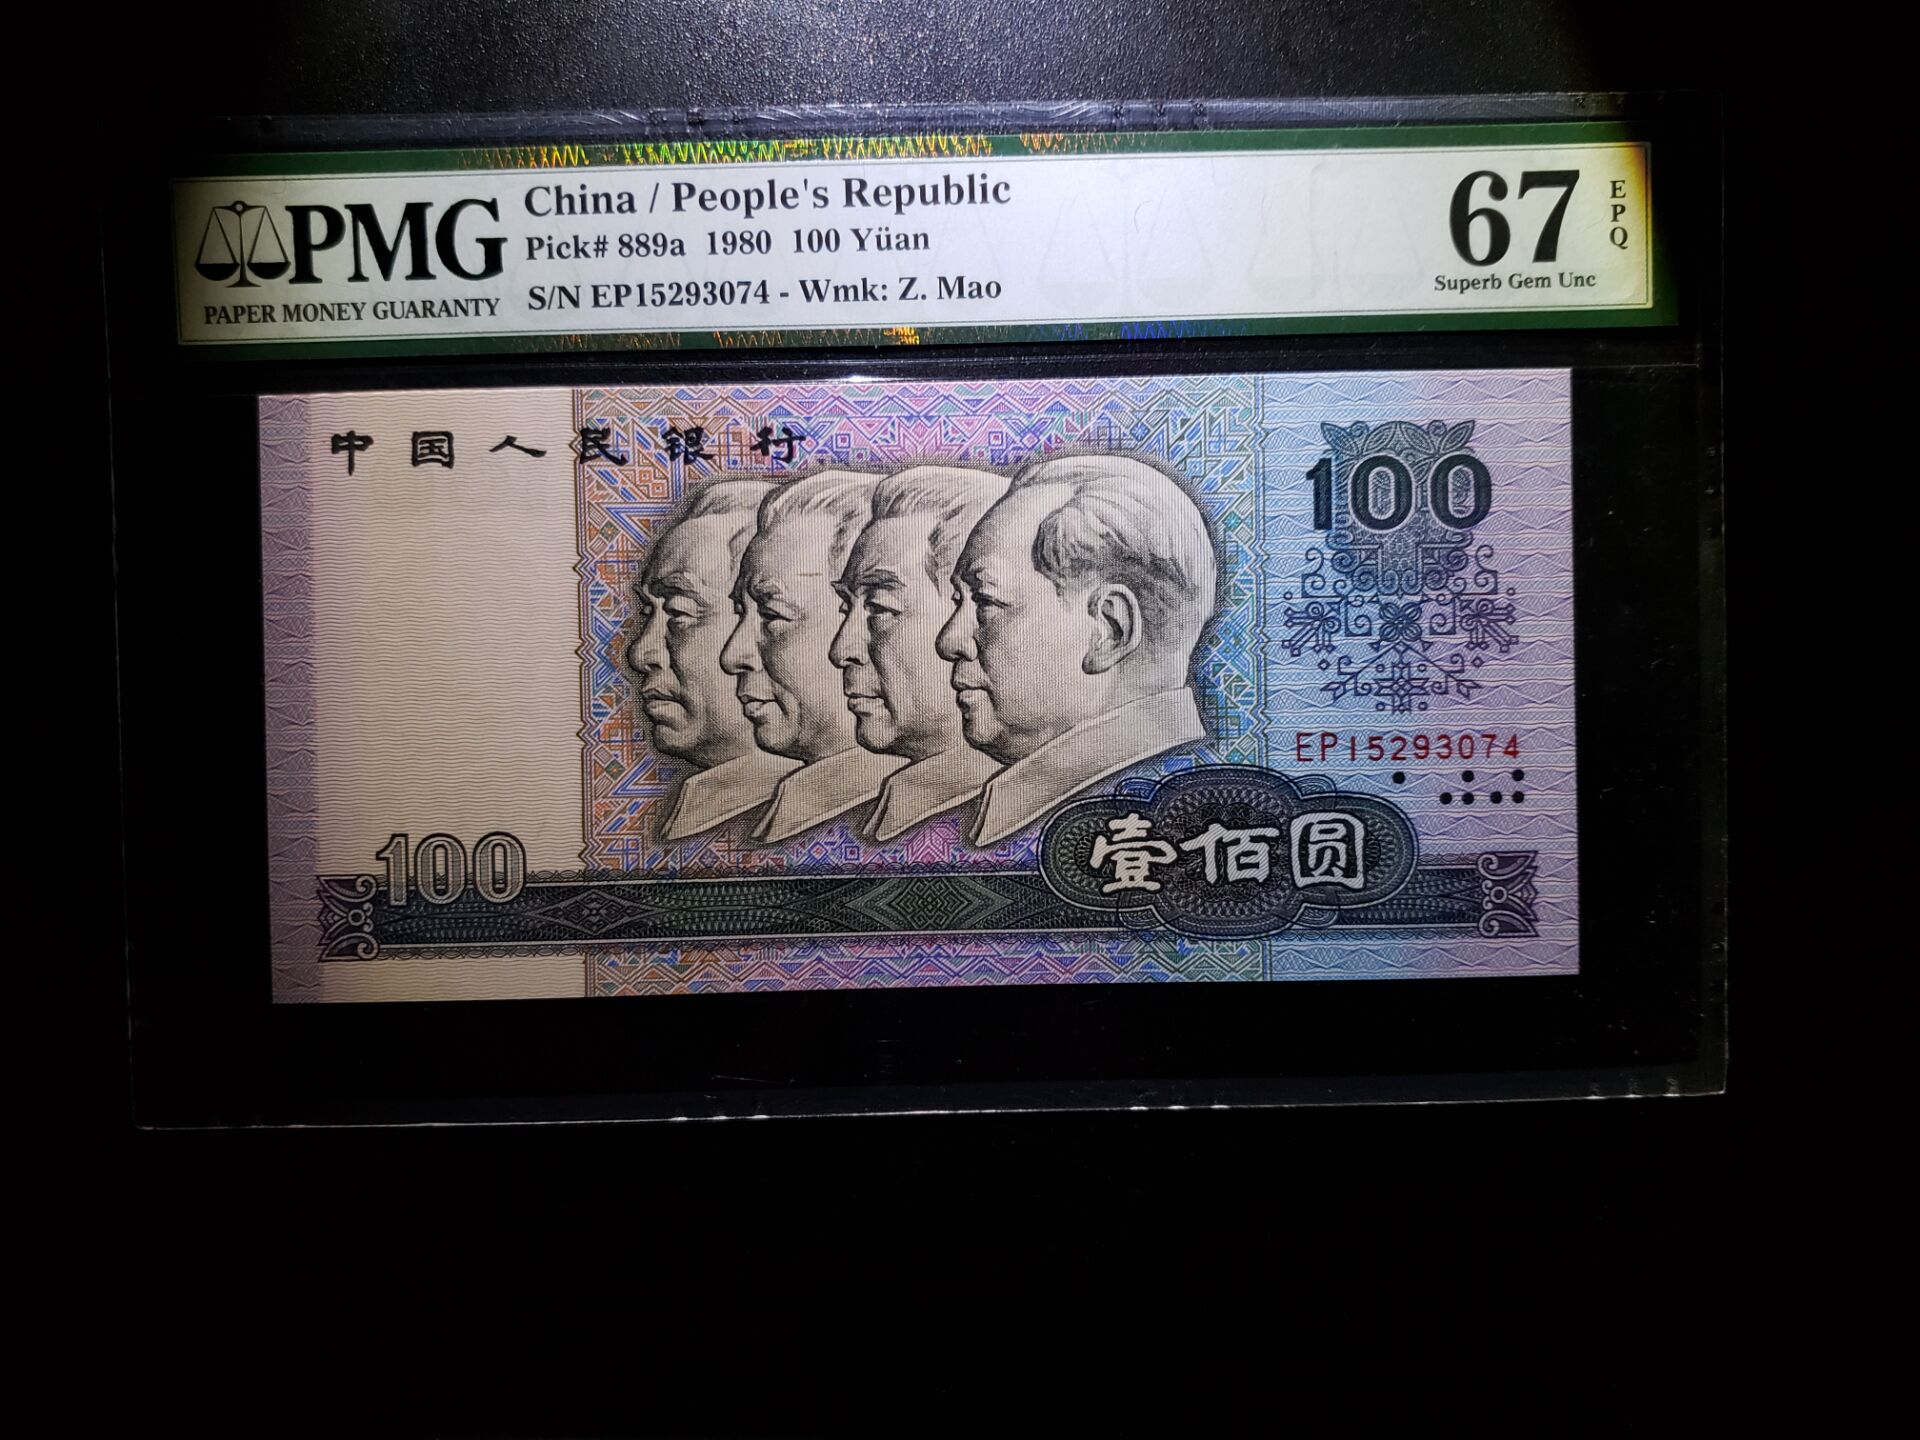 PMG
PAPER MONEY GUARANTY
China / People's Republic
Pick# 889a 1980 100 Yüan
S/N EP15293074 - Wmk: Z. Mao
67
EPQ
Superb Gem Unc
中国人民银行
100
EP15293074
100
壹佰圆